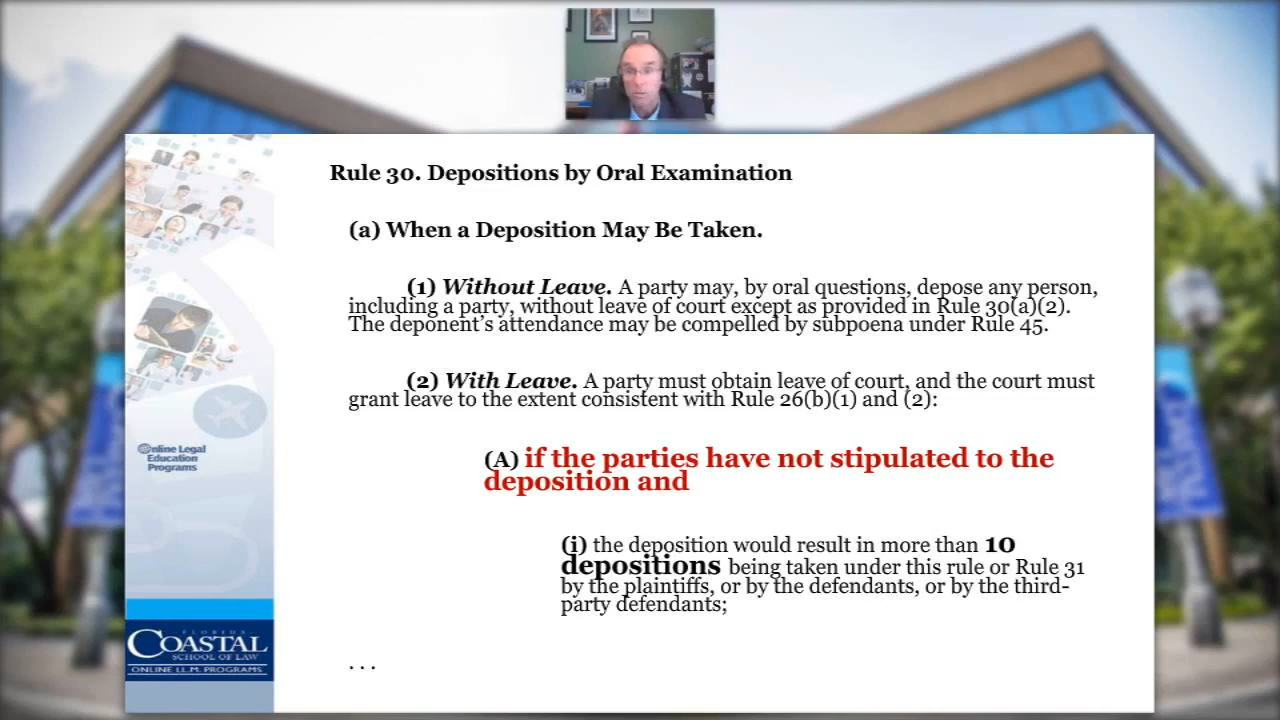 Rule 30. Depositions by Oral Examination
(a) When a Deposition May Be Taken.
(1) Without Leave. A party may, by oral questions, depose any person,
including a party, without leave of court except as provided in Rule 30(a)(2).
The deponent’s attendance may be compelled by subpoena under Rule 45.
(2) With Leave. A party must obtain leave of court, and the court must
grant leave to the extent consistent with Rule 26(b)(1) and (2):
(A) if the parties have not stipulated to the
deposition and
(i) the deposition would result in more than 10
depositions being taken under this rule or Rule 31
by the plaintiffs, or by the defendants, or by the third-
party defendants;
. . .
Online Legal
Education
Programs
FLORIDA
COASTAL
SCHOOL OF LAW
ONLINE LL.M. PROGRAMS